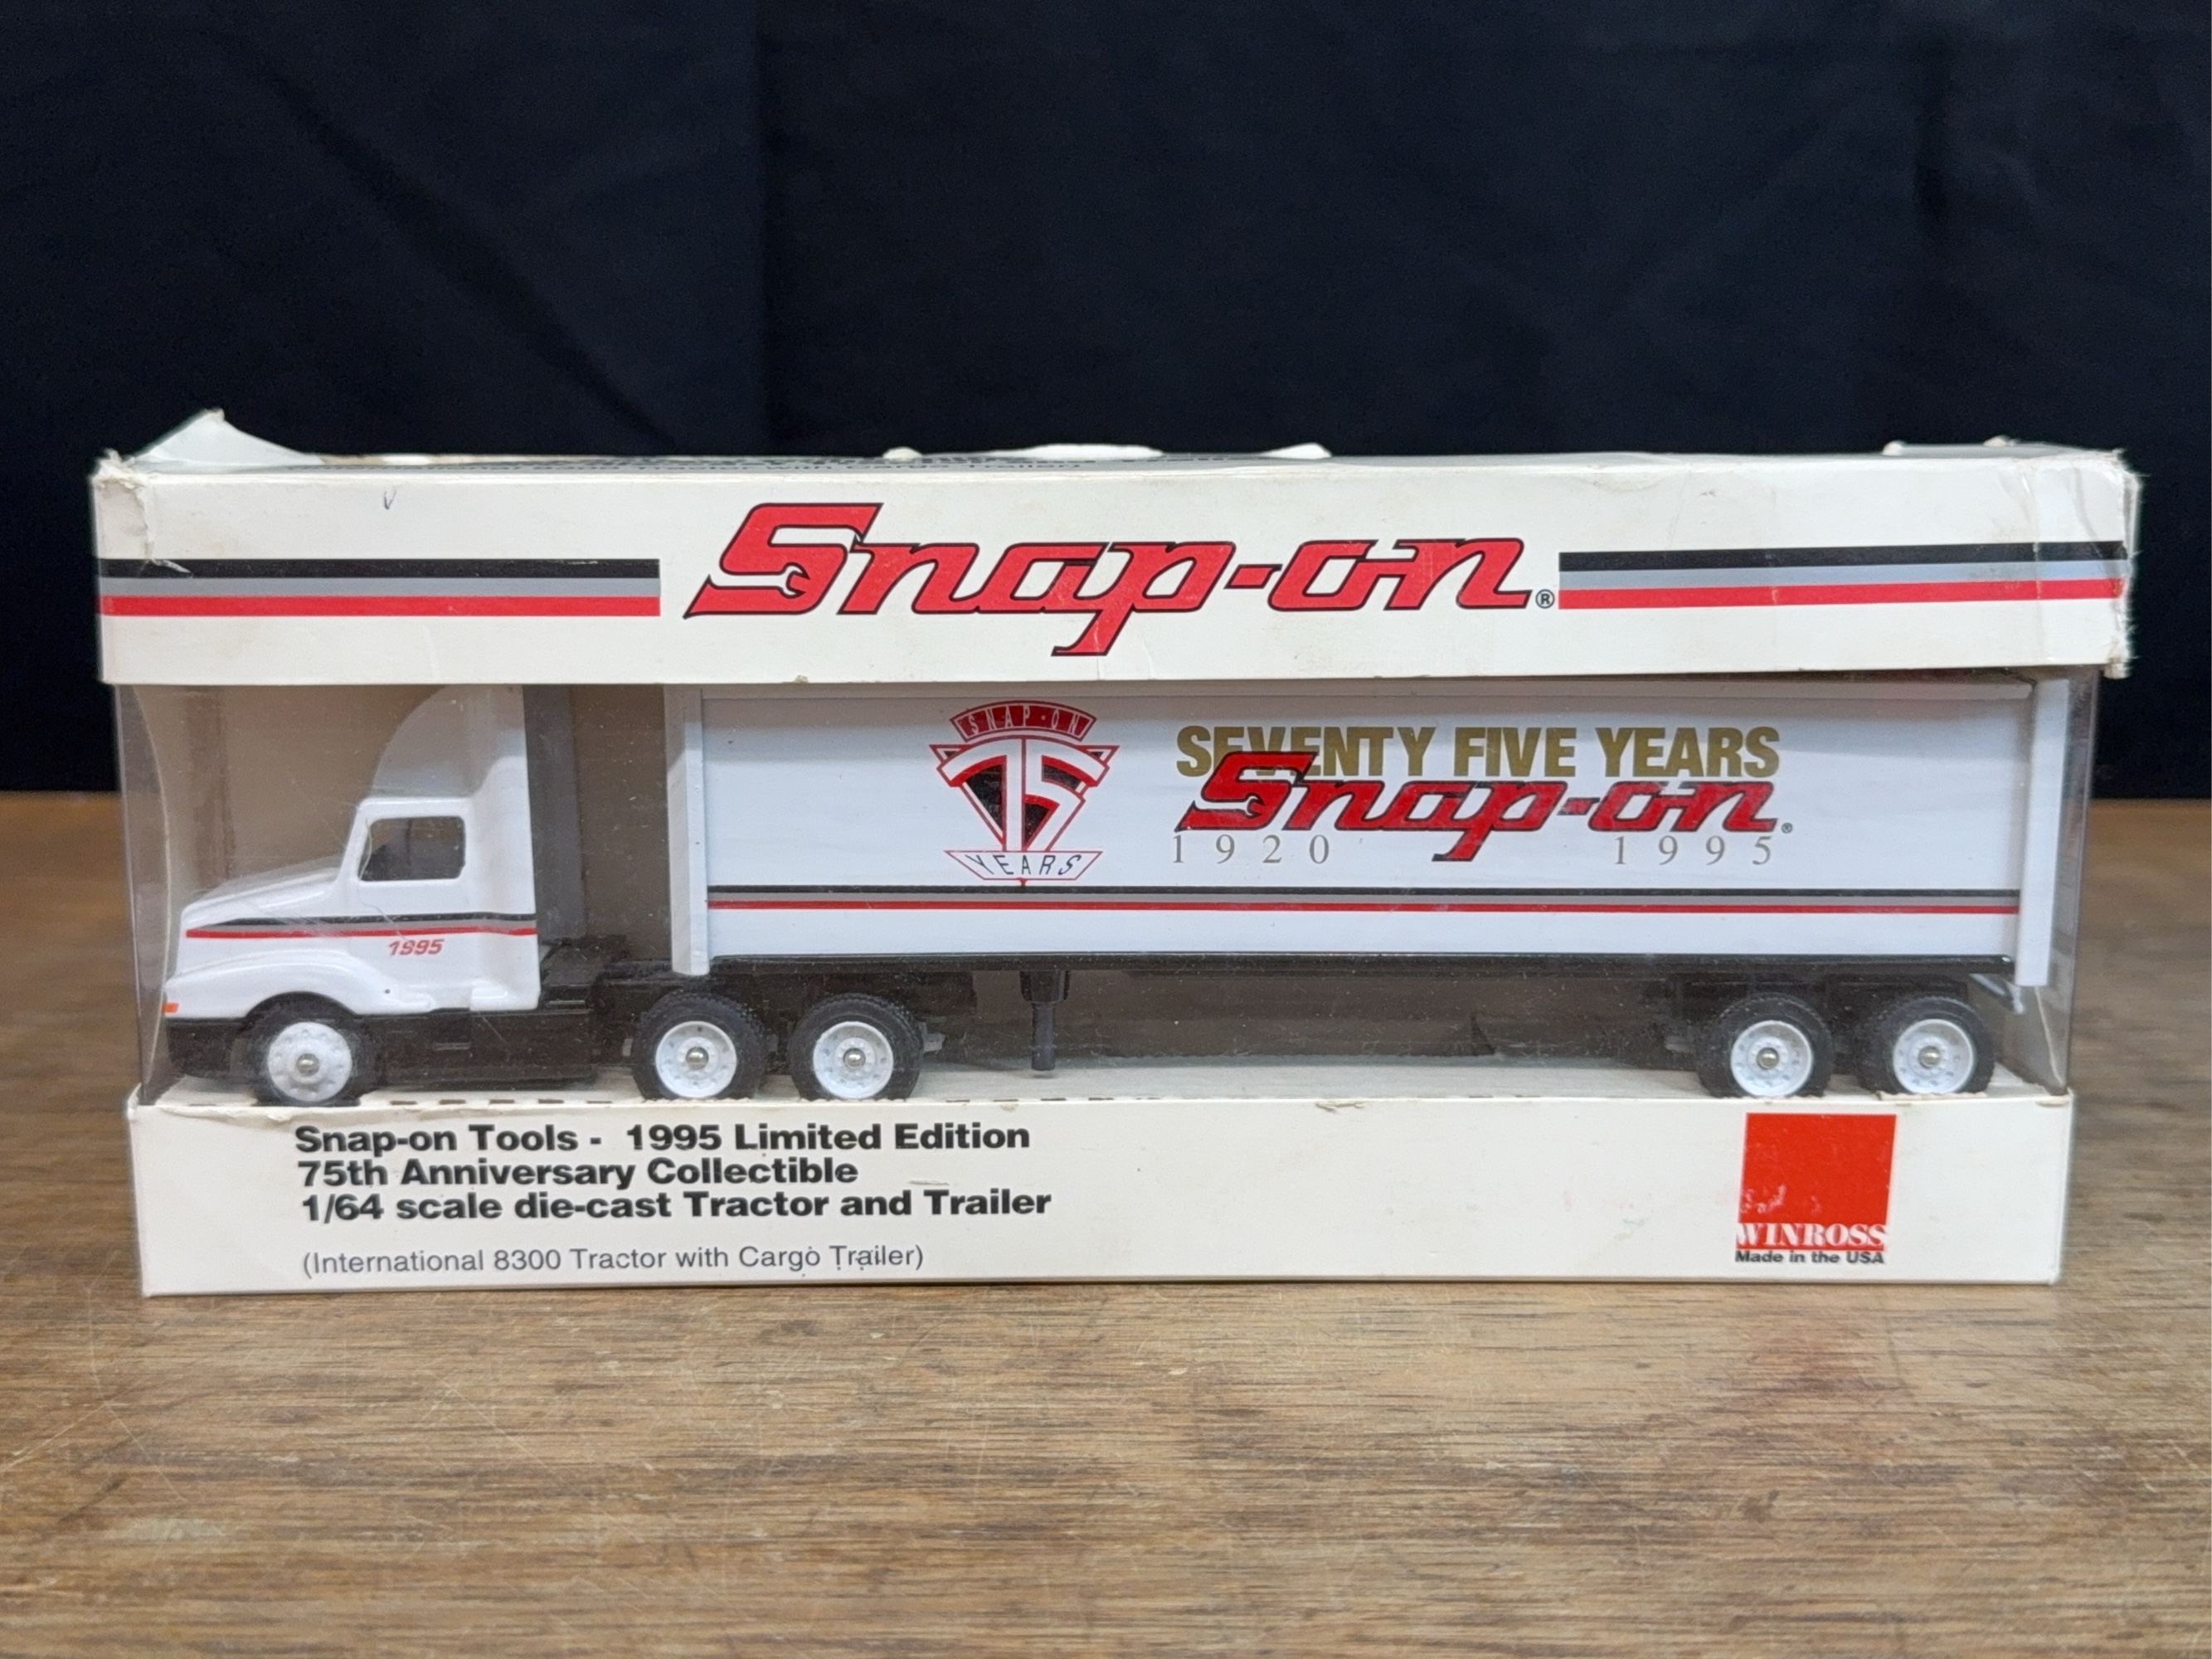 Snap-on®
SNAP-ON
75
YEARS
SEVENTY FIVE YEARS
Snap-on®
1920 1995
1995
Snap-on Tools - 1995 Limited Edition
75th Anniversary Collectible
1/64 scale die-cast Tractor and Trailer
(International 8300 Tractor with Cargo Trailer)
WINROSS
Made in the USA